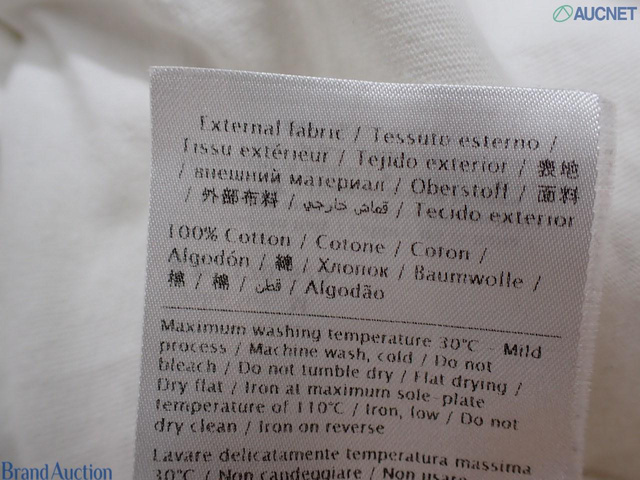 AUCNET
External fabric / Tessuto esterno /
Tissu extérieur / Tejido exterior / 表地
/ внешний материал / Oberstoff / 面料
/ 外部布料 / قماش خارجي / Tecido exterior
100% Cotton / Cotone / Coton /
Algodón / 綿 / Хлопок / Baumwolle /
棉 / 棉 / قطن / Algodão
Maximum washing temperature 30°C - Mild
process / Machine wash, cold / Do not
bleach / Do not tumble dry / Flat drying /
Dry flat / Iron at maximum sole-plate
temperature of 110°C / Iron, low / Do not
dry clean / Iron on reverse
Lavare delicatamente temperatura massima
30°C / Non candeggiare / Non usare
Brand Auction